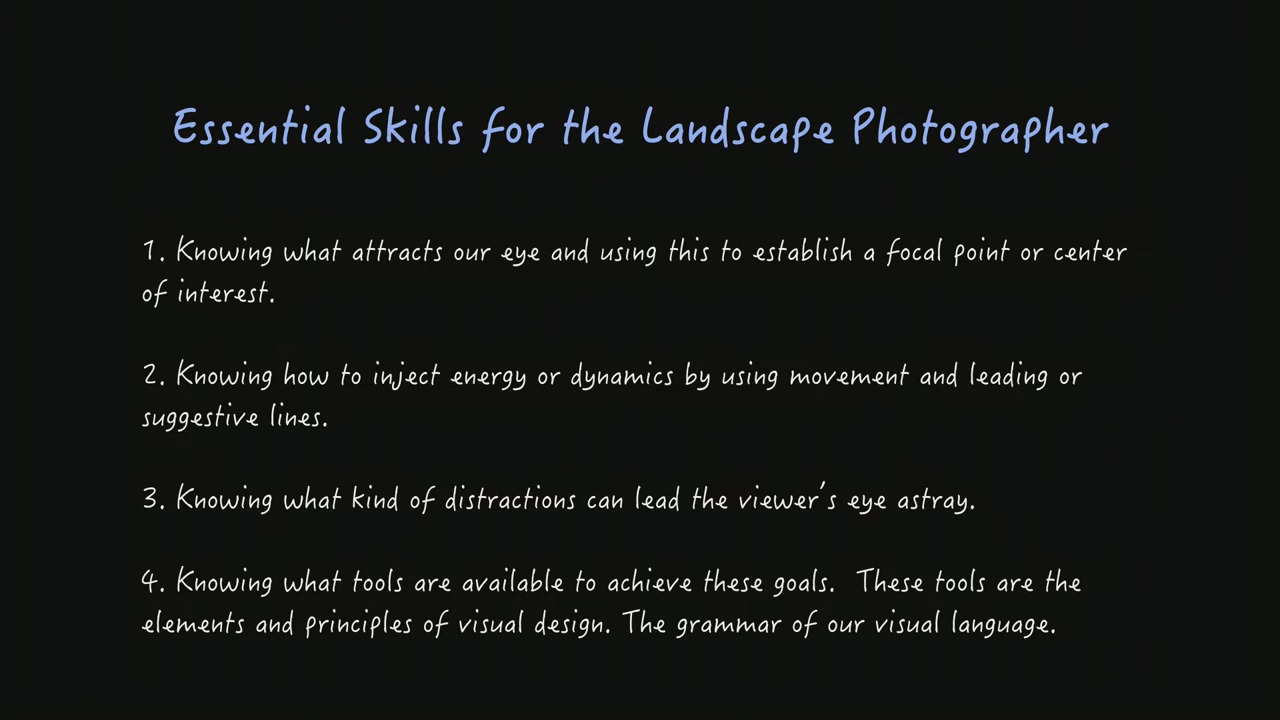 Essential Skills for the Landscape Photographer
1. Knowing what attracts our eye and using this to establish a focal point or center
of interest.
2. Knowing how to inject energy or dynamics by using movement and leading or
suggestive lines.
3. Knowing what kind of distractions can lead the viewer's eye astray.
4. Knowing what tools are available to achieve these goals.  These tools are the
elements and principles of visual design. The grammar of our visual language.